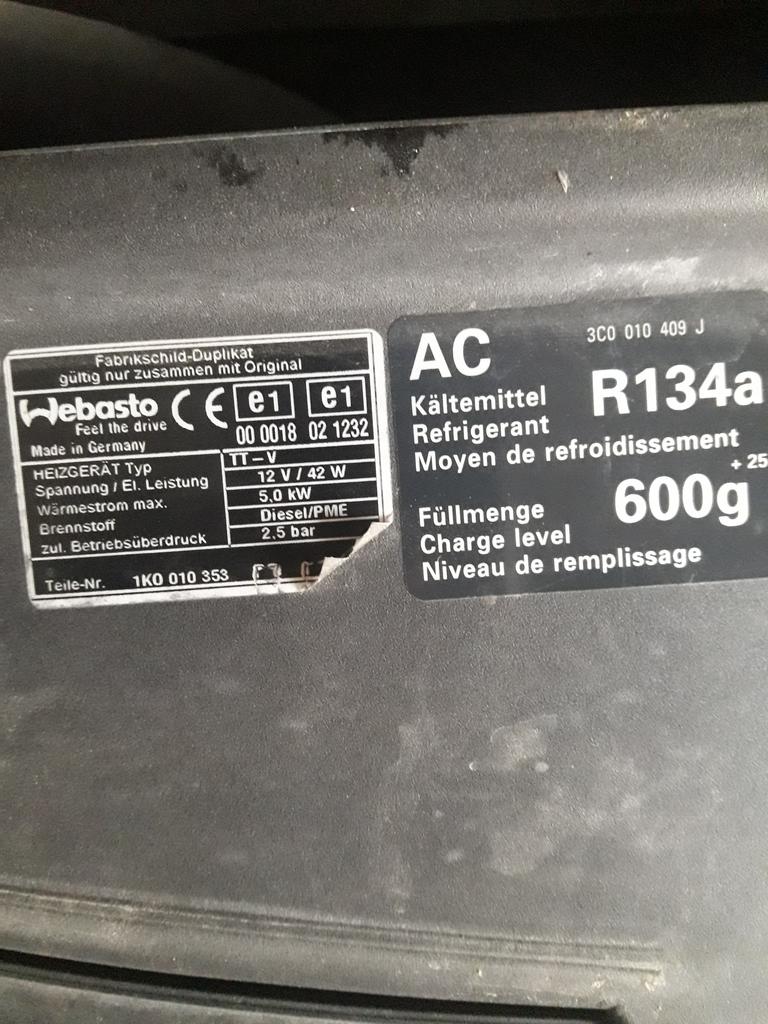 Fabrikschild-Duplikat
gültig nur zusammen mit Original
Webasto CE e1 e1
Feel the drive
00 0018 02 1232
Made in Germany
HEIZGERÄT Typ TT-V
Spannung / El. Leistung 12 V / 42 W
Wärmestrom max. 5,0 kW
Brennstoff Diesel/PME
zul. Betriebsüberdruck 2,5 bar
Teile-Nr. 1K0 010 353
AC 3C0 010 409 J
Kältemittel R134a
Refrigerant
Moyen de refroidissement
+ 25
Füllmenge 600g
Charge level
Niveau de remplissage